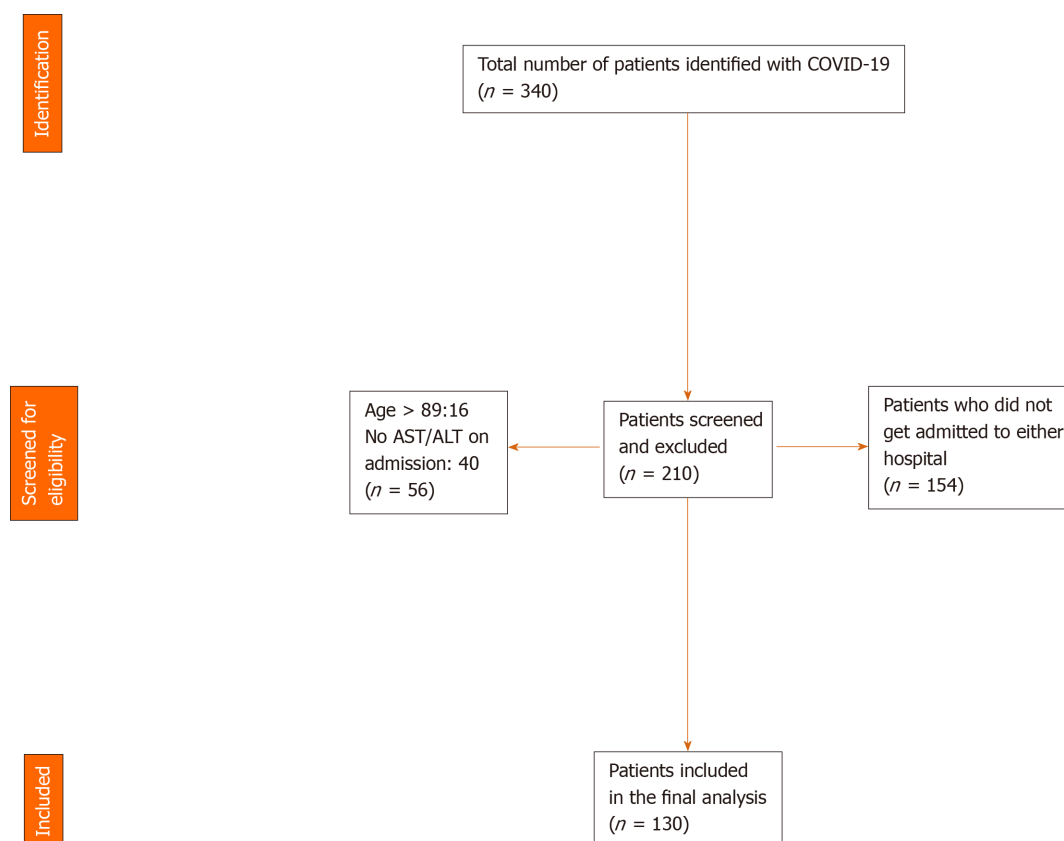 Identification
Total number of patients identified with COVID-19
(n = 340)
Screened for
eligibility
Age > 89:16
No AST/ALT on
admission: 40
(n = 56)
Patients screened
and excluded
(n = 210)
Patients who did not
get admitted to either
hospital
(n = 154)
Included
Patients included
in the final analysis
(n = 130)